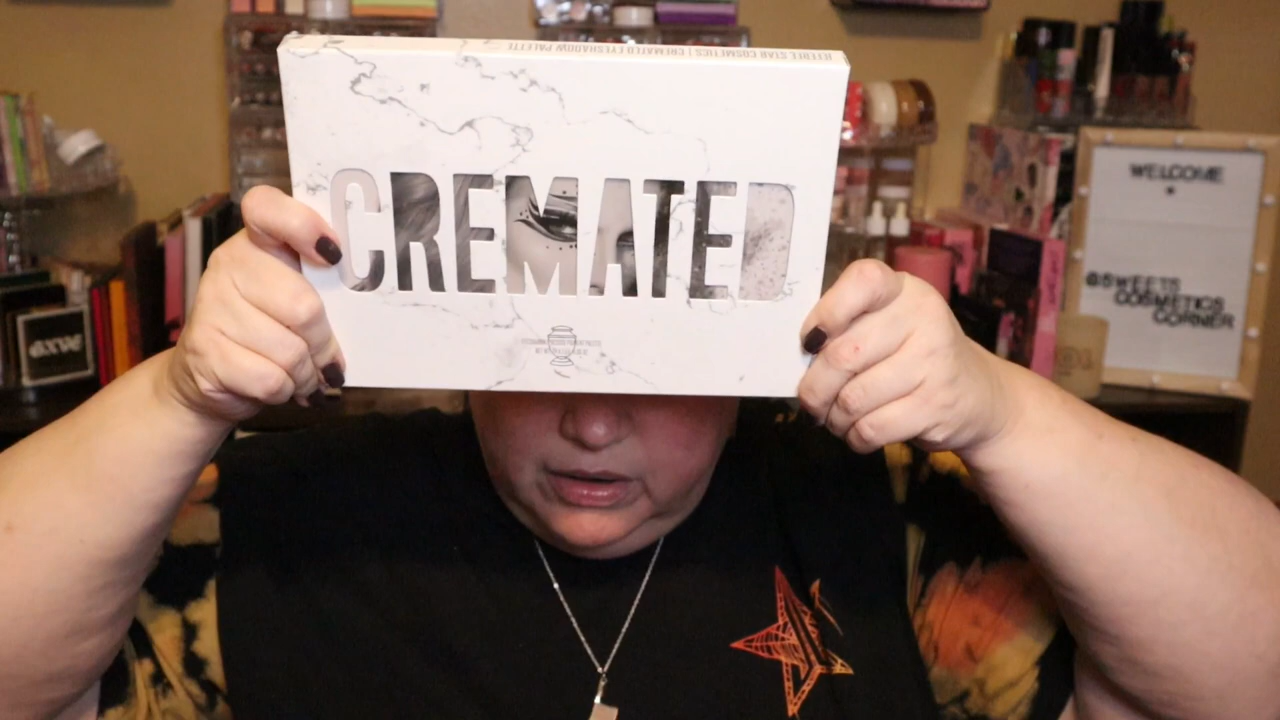 JEFFREE STAR COSMETICS | CREMATED EYESHADOW PALETTE
CREMATED
WELCOME
@SWEETS
COSMETICS
CORNER